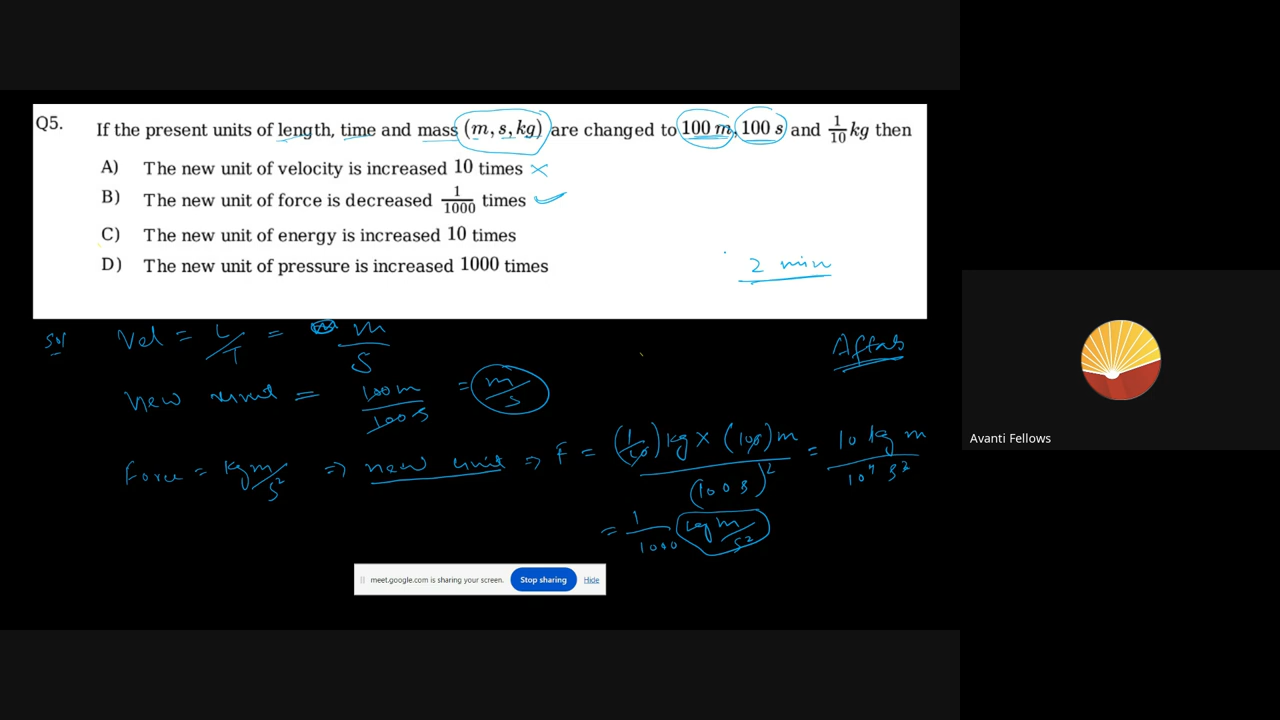 Q5. If the present units of length, time and mass (m, s, kg) are changed to 100 m, 100 s and 1/10 kg then
A) The new unit of velocity is increased 10 times ×
B) The new unit of force is decreased 1/1000 times ✓
C) The new unit of energy is increased 10 times
D) The new unit of pressure is increased 1000 times
2 min
Sol Vel = L/T = m/s
Aftab
new unit = 100m/100s = m/s
Force = kg m/s² ⇒ new unit ⇒ F = (1/10) kg × (100) m/(100 s)² = 10 kg m/10⁴ s²
= 1/1000 kg m/s²
Avanti Fellows
meet.google.com is sharing your screen. Stop sharing Hide